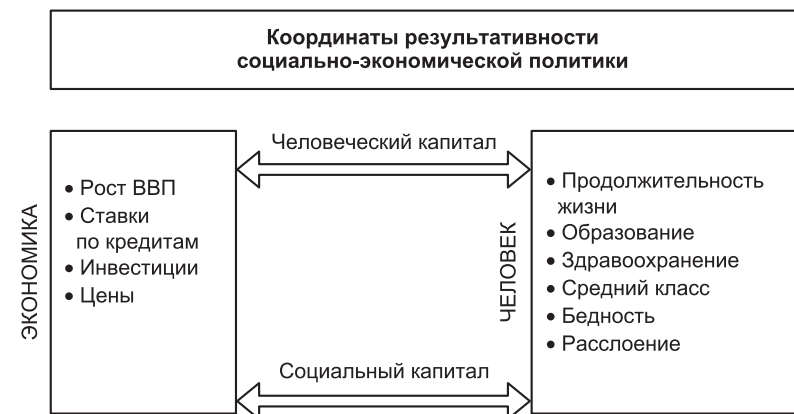 Координаты результативности
социально-экономической политики
Человеческий капитал
ЭКОНОМИКА
• Рост ВВП
• Ставки
по кредитам
• Инвестиции
• Цены
ЧЕЛОВЕК
• Продолжительность
жизни
• Образование
• Здравоохранение
• Средний класс
• Бедность
• Расслоение
Социальный капитал